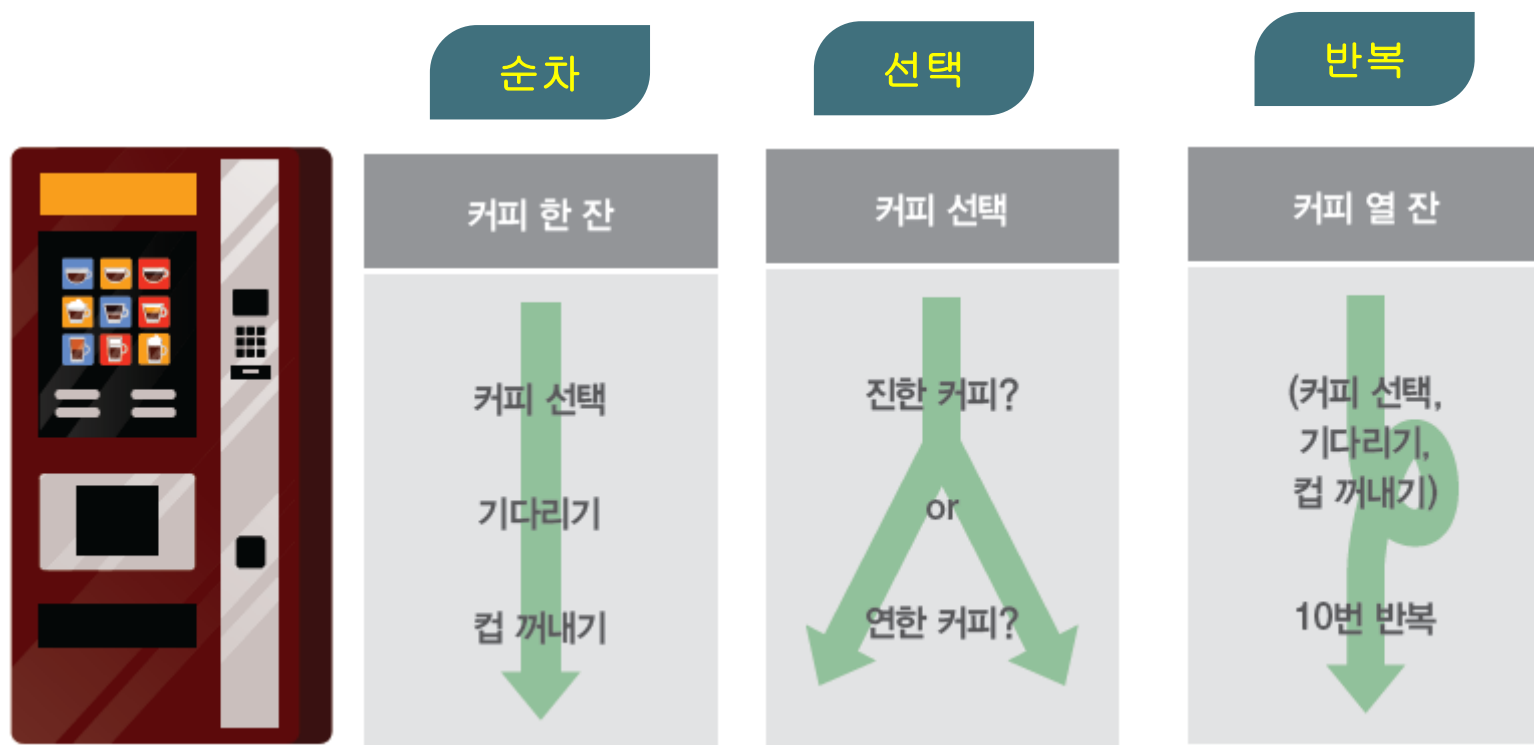 순차
선택
반복
커피 한 잔
커피 선택
기다리기
컵 꺼내기
커피 선택
진한 커피?
or
연한 커피?
커피 열 잔
(커피 선택,
기다리기,
컵 꺼내기)
10번 반복